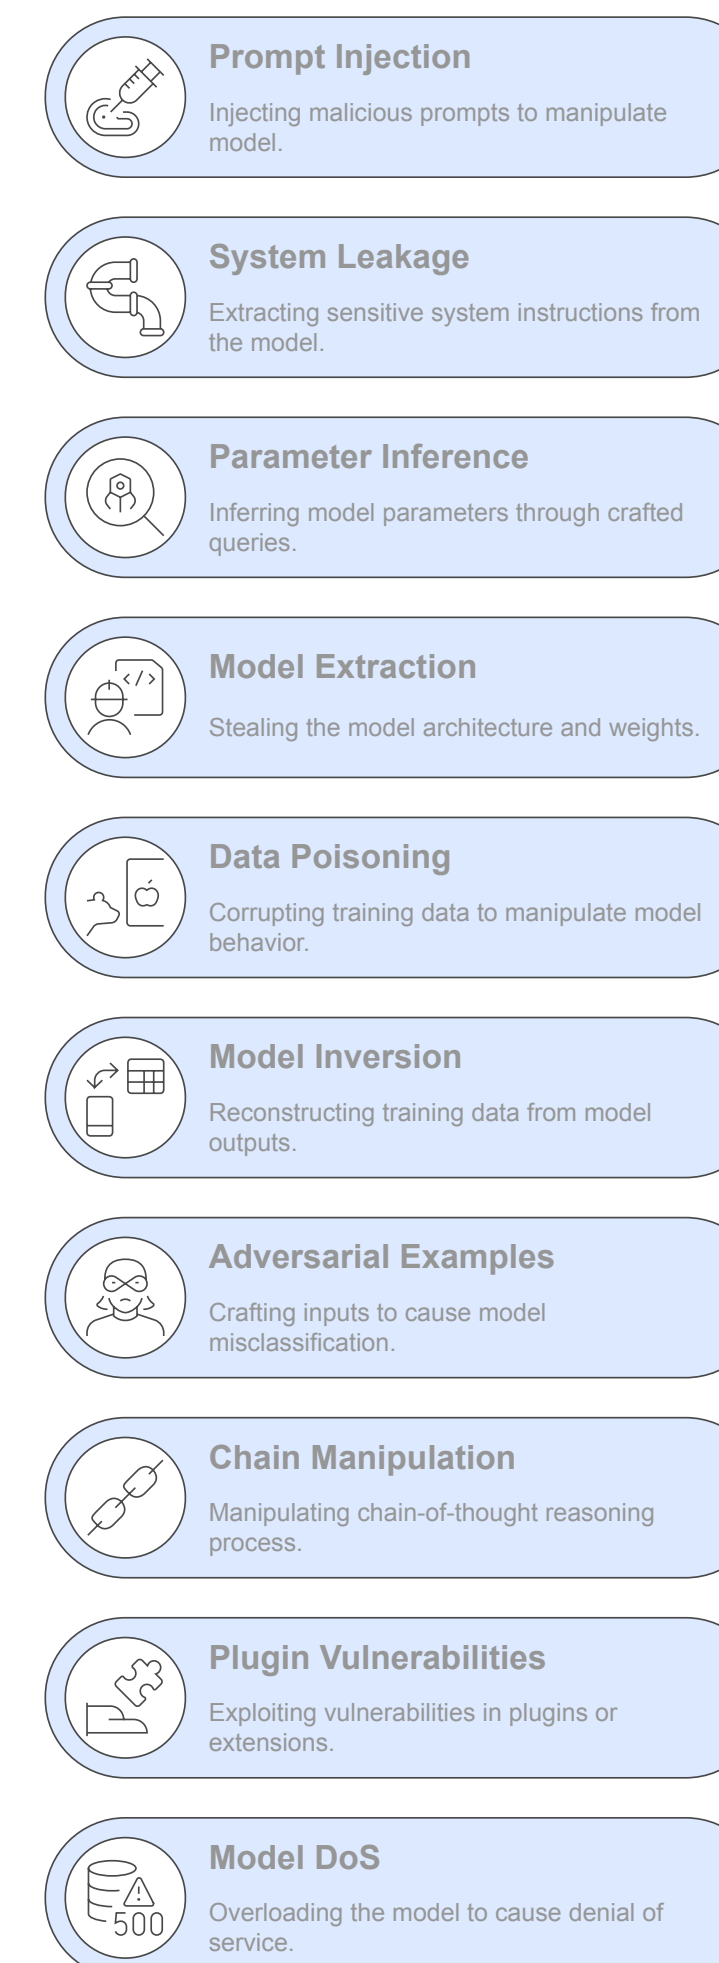 Prompt Injection
Injecting malicious prompts to manipulate
model.
System Leakage
Extracting sensitive system instructions from
the model.
Parameter Inference
Inferring model parameters through crafted
queries.
Model Extraction
Stealing the model architecture and weights.
Data Poisoning
Corrupting training data to manipulate model
behavior.
Model Inversion
Reconstructing training data from model
outputs.
Adversarial Examples
Crafting inputs to cause model
misclassification.
Chain Manipulation
Manipulating chain-of-thought reasoning
process.
Plugin Vulnerabilities
Exploiting vulnerabilities in plugins or
extensions.
Model DoS
500
Overloading the model to cause denial of
service.